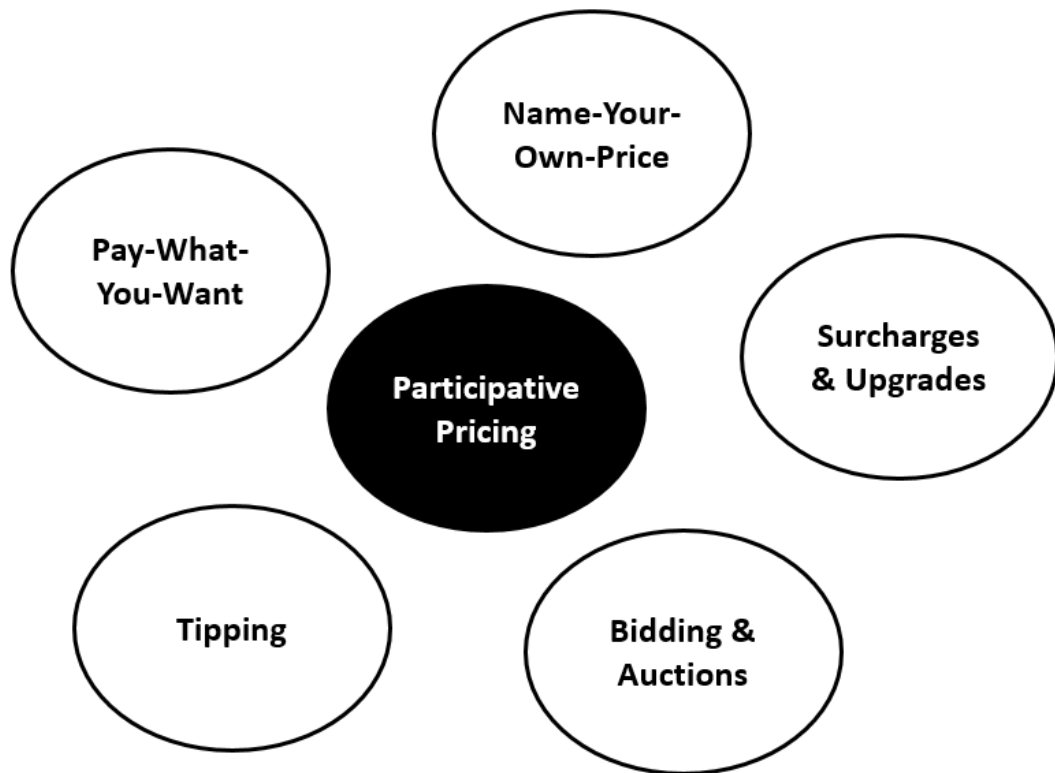 Name-Your-
Own-Price
Pay-What-
You-Want
Surcharges
& Upgrades
Participative
Pricing
Tipping
Bidding &
Auctions